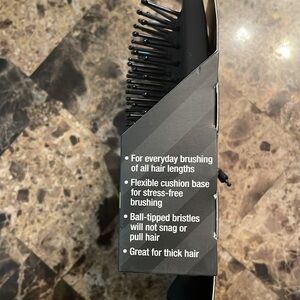 • For everyday brushing
of all hair lengths
• Flexible cushion base
for stress-free
brushing
• Ball-tipped bristles
will not snag or
pull hair
• Great for thick hair